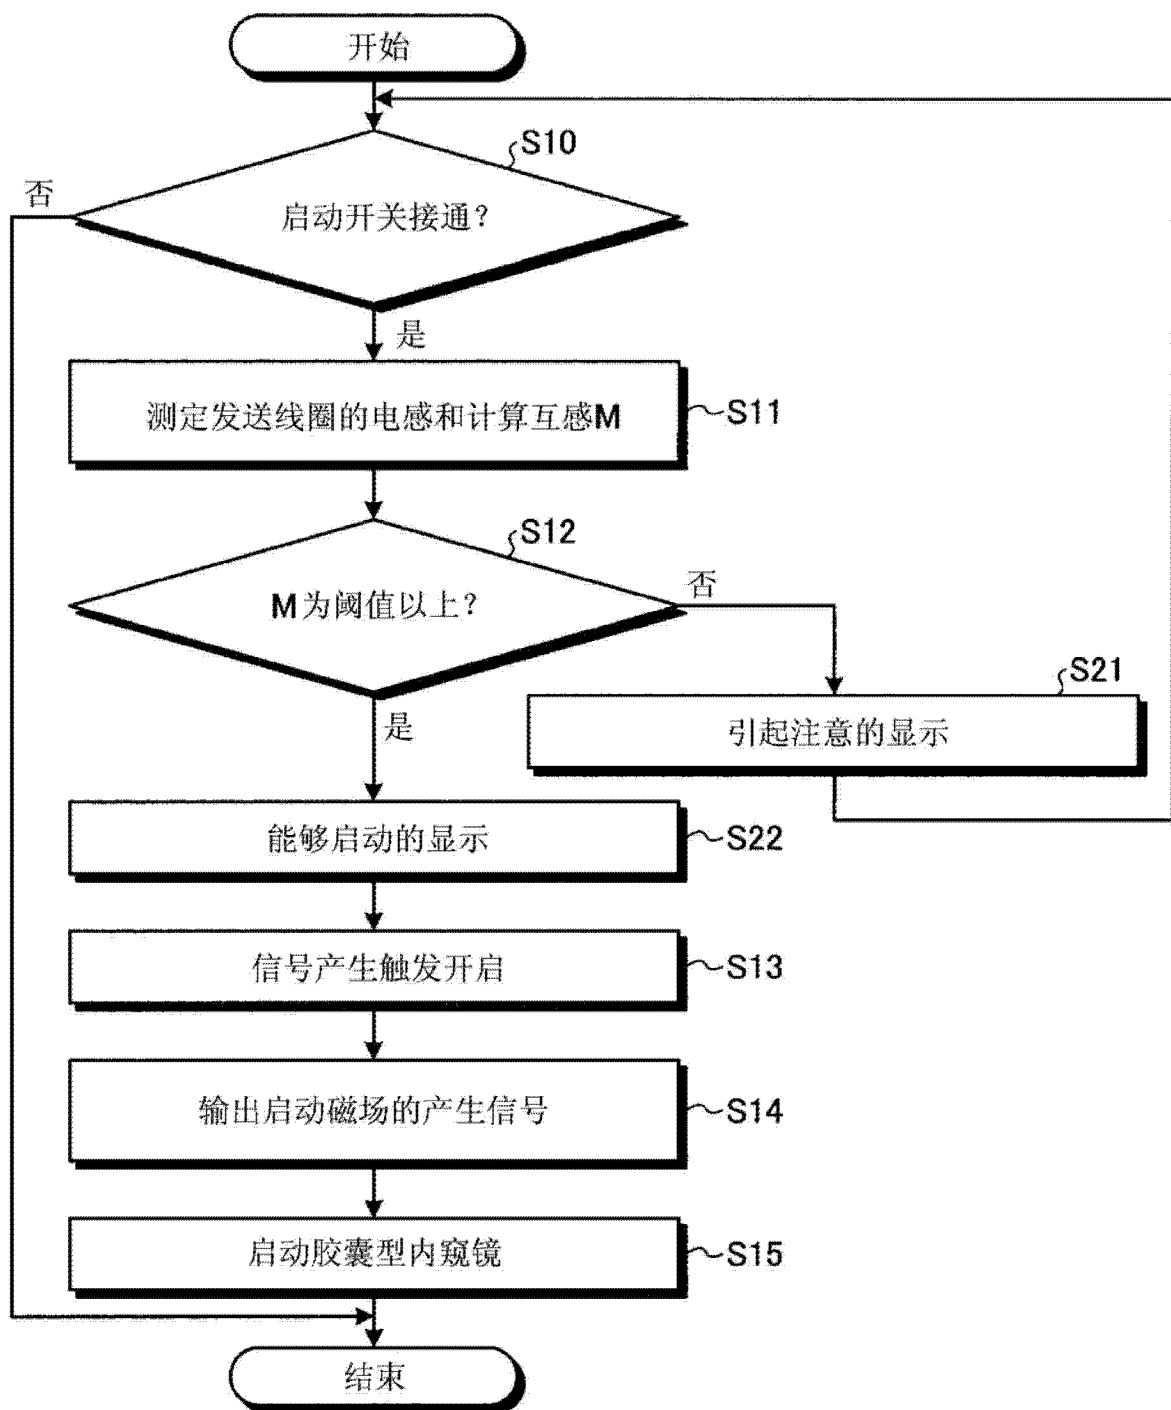 开始
S10
否
启动开关接通？
是
测定发送线圈的电感和计算互感M
S11
S12
否
M为阈值以上？
S21
是
引起注意的显示
能够启动的显示
S22
信号产生触发开启
S13
输出启动磁场的产生信号
S14
启动胶囊型内窥镜
S15
结束